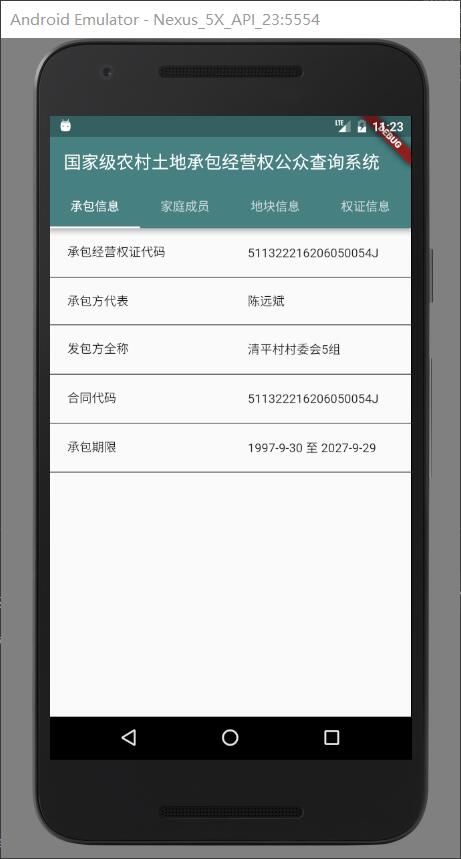 Android Emulator - Nexus_5X_API_23:5554
LTE 11:23
DEBUG
国家级农村土地承包经营权公众查询系统
承包信息 家庭成员 地块信息 权证信息
承包经营权证代码 511322216206050054J
承包方代表 陈远斌
发包方全称 清平村村委会5组
合同代码 511322216206050054J
承包期限 1997-9-30 至 2027-9-29